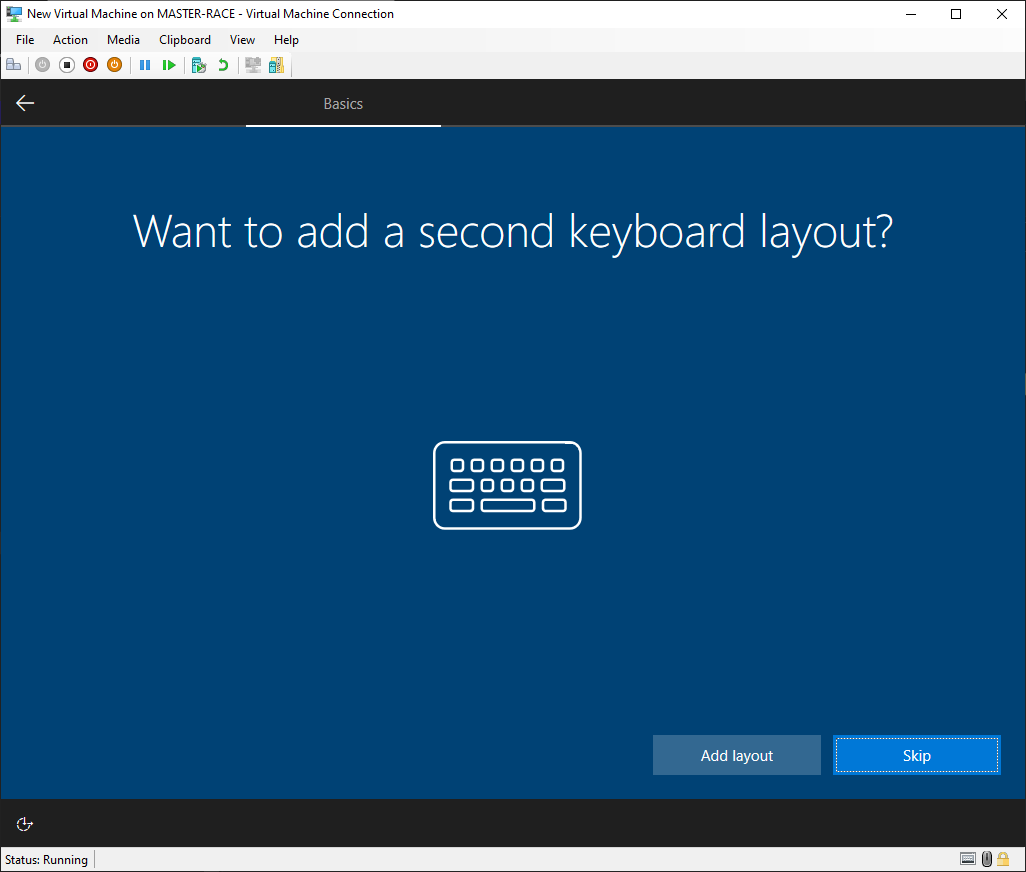 New Virtual Machine on MASTER-RACE - Virtual Machine Connection
File Action Media Clipboard View Help
Basics
Want to add a second keyboard layout?
Add layout Skip
Status: Running